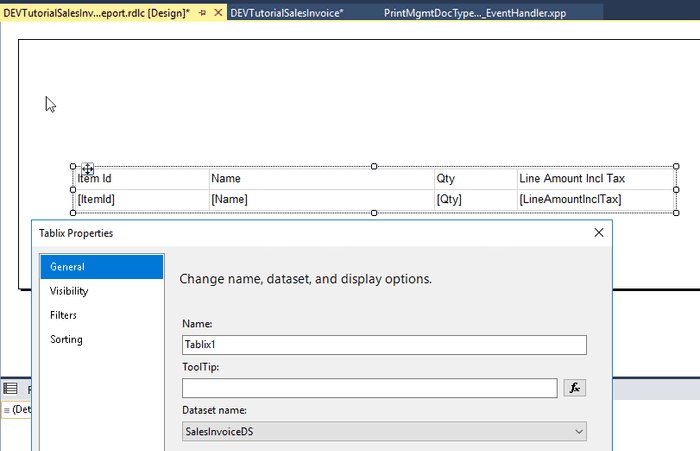 DEVTutorialSalesInv...eport.rdlc [Design]* DEVTutorialSalesInvoice* PrintMgmtDocType..._EventHandler.xpp
Item Id Name Qty Line Amount Incl Tax
[ItemId] [Name] [Qty] [LineAmountInclTax]
Tablix Properties
General
Change name, dataset, and display options.
Visibility
Filters
Name:
Sorting
Tablix1
ToolTip:
fx
(Det
Dataset name:
SalesInvoiceDS